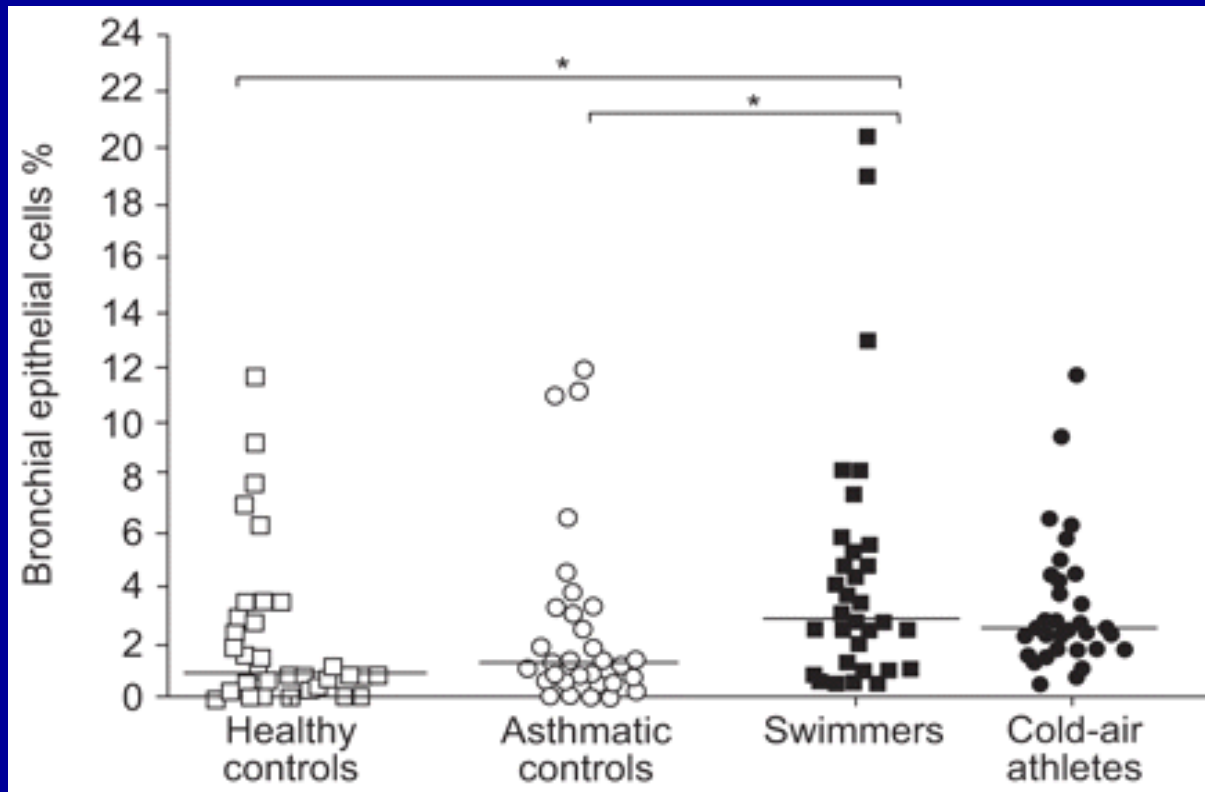 24
22
20
18
16
14
12
10
8
6
4
2
0
Bronchial epithelial cells %
*
*
Healthy
controls
Asthmatic
controls
Swimmers
Cold-air
athletes